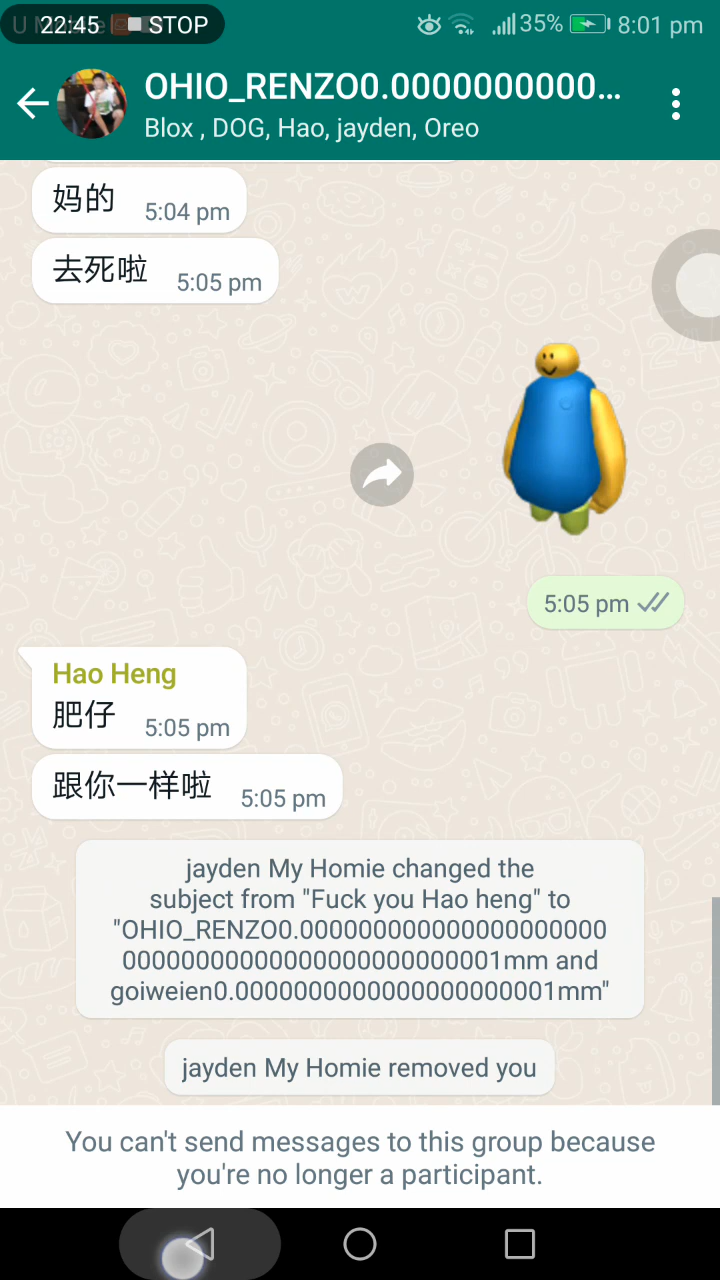 22:45 STOP 35% 8:01 pm
OHIO_RENZO0.0000000000...
Blox , DOG, Hao, jayden, Oreo
妈的 5:04 pm
去死啦 5:05 pm
5:05 pm
Hao Heng
肥仔 5:05 pm
跟你一样啦 5:05 pm
jayden My Homie changed the
subject from "Fuck you Hao heng" to
"OHIO_RENZO0.000000000000000000000
00000000000000000000000001mm and
goiweien0.0000000000000000000001mm"
jayden My Homie removed you
You can't send messages to this group because
you're no longer a participant.